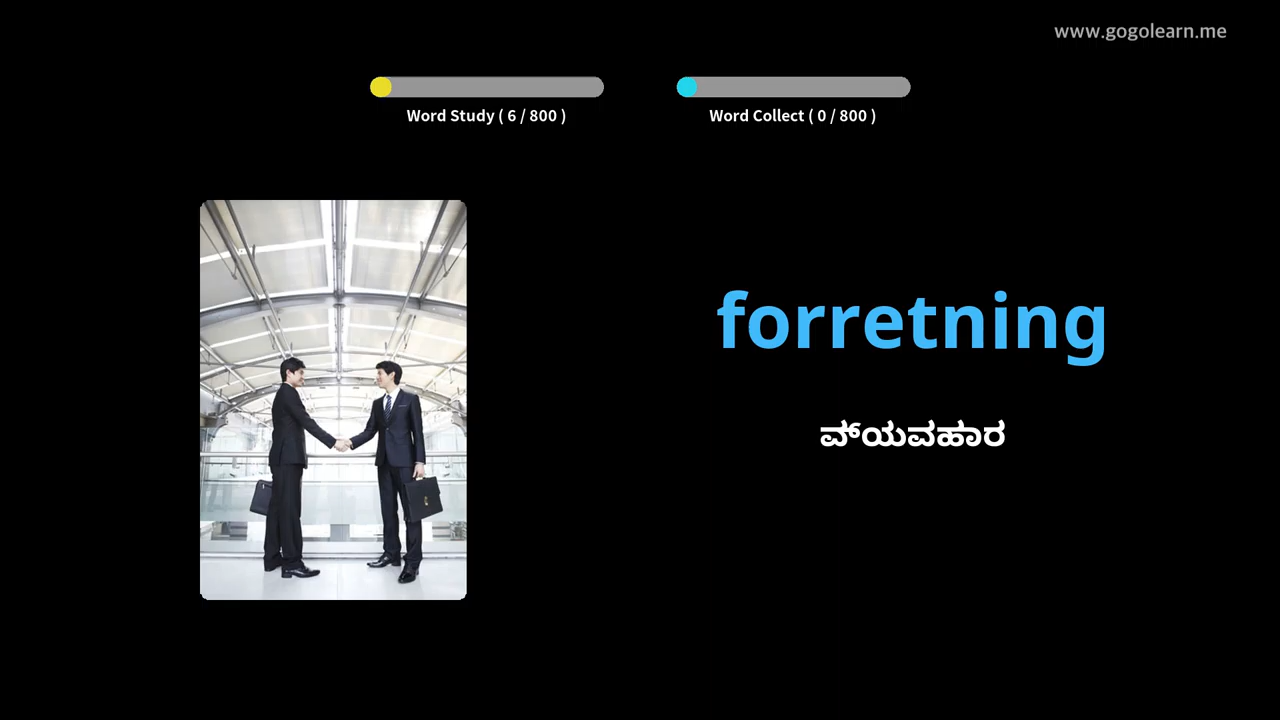 www.gogolearn.me
Word Study ( 6 / 800 )
Word Collect ( 0 / 800 )
forretning
ವ್ಯವಹಾರ